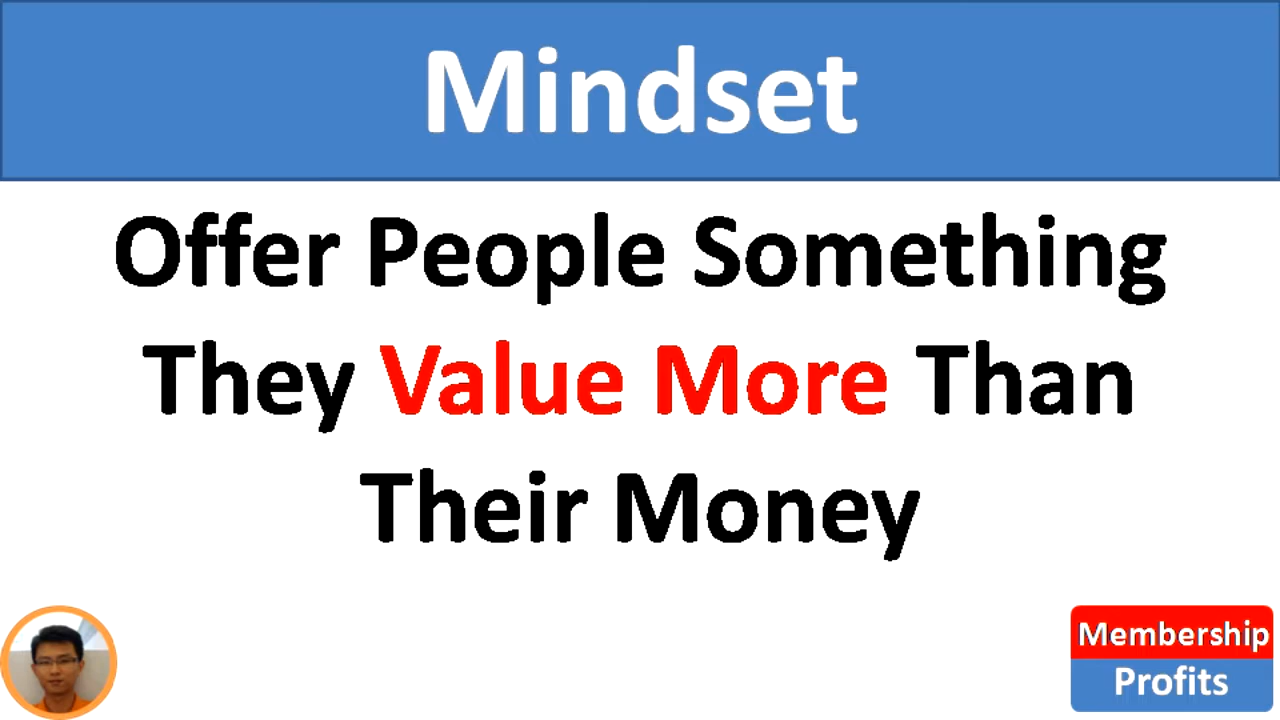 Mindset
Offer People Something
They Value More Than
Their Money
Membership
Profits